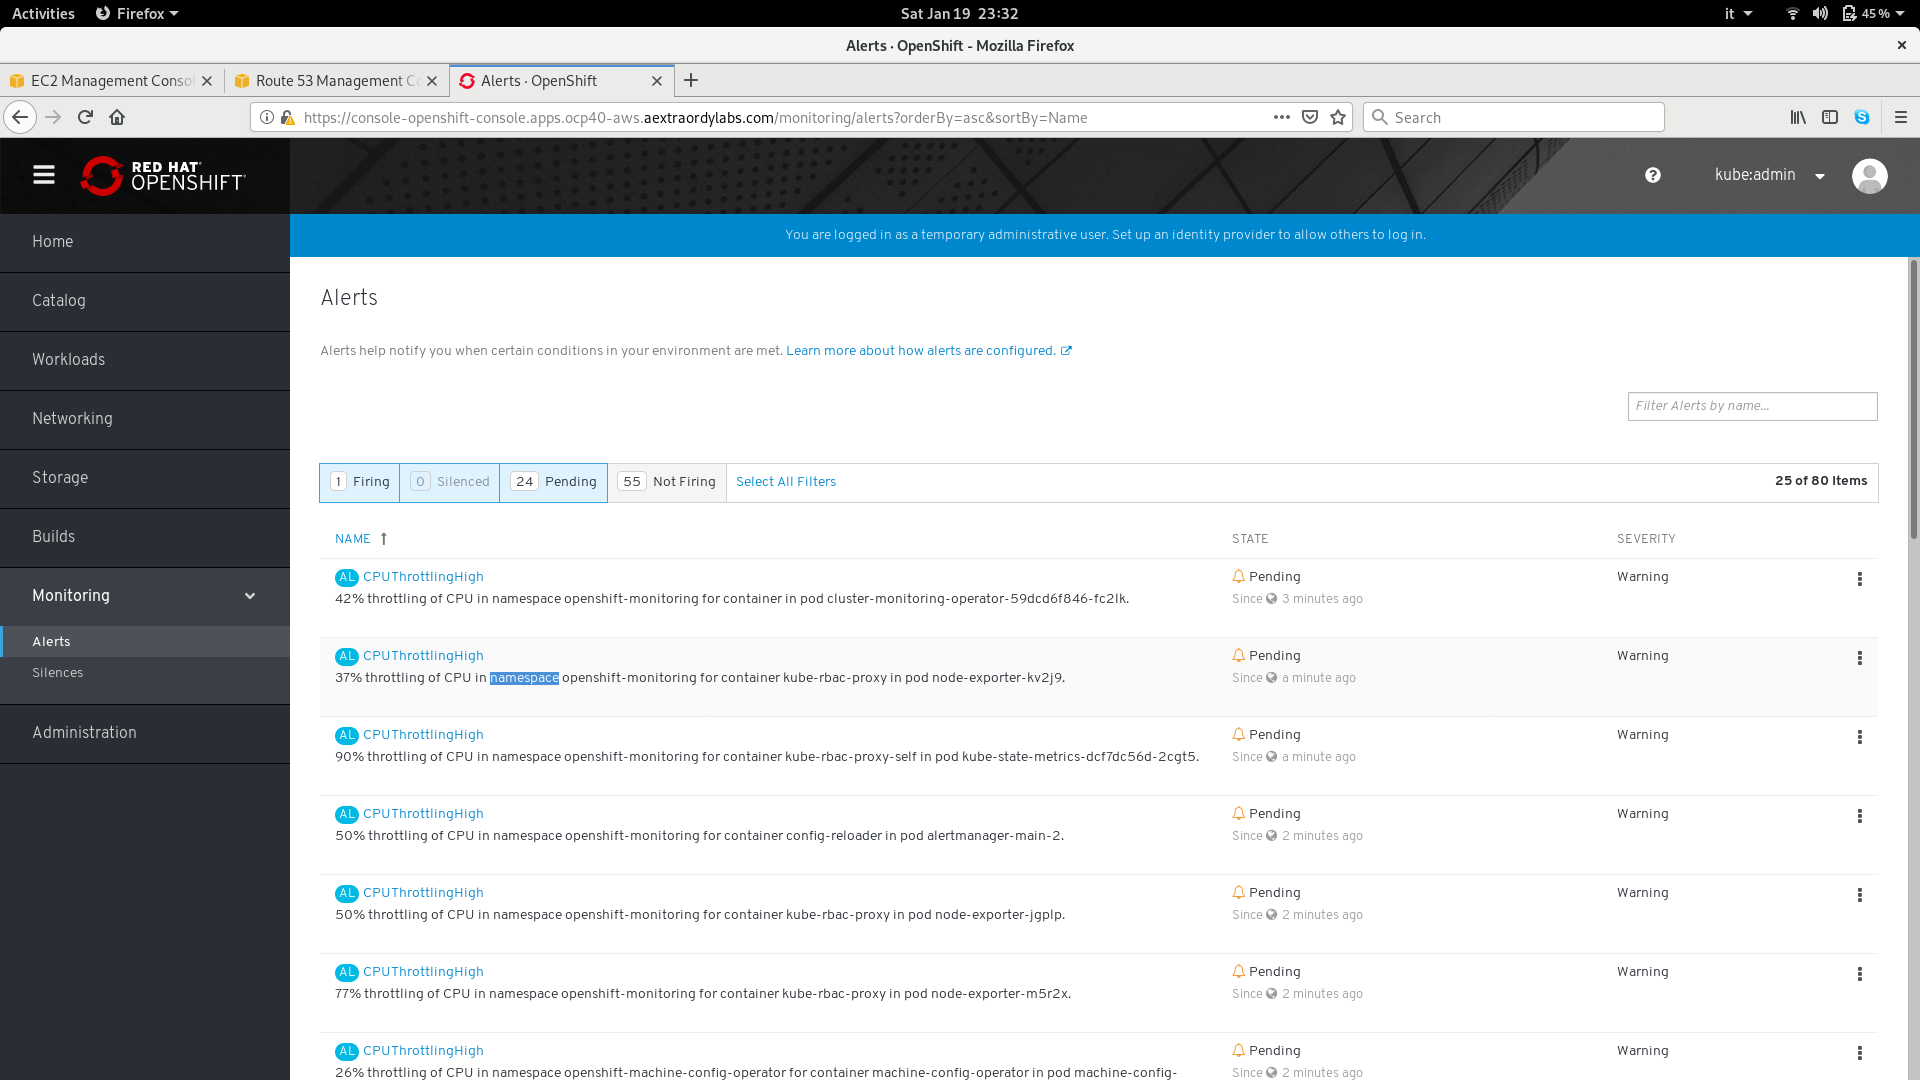 Activities Firefox Sat Jan 19 23:32 it 45%
Alerts · OpenShift - Mozilla Firefox
EC2 Management Conso Route 53 Management C Alerts · OpenShift
https://console-openshift-console.apps.ocp40-aws.aextraordylabs.com/monitoring/alerts?orderBy=asc&sortBy=Name Search
RED HAT
OPENSHIFT
kube:admin
You are logged in as a temporary administrative user. Set up an identity provider to allow others to log in.
Home
Catalog
Workloads
Networking
Storage
Builds
Monitoring
Alerts
Silences
Administration
Alerts
Alerts help notify you when certain conditions in your environment are met. Learn more about how alerts are configured.
Filter Alerts by name...
1 Firing 0 Silenced 24 Pending 55 Not Firing Select All Filters 25 of 80 Items
NAME STATE SEVERITY
AL CPUThrottlingHigh Pending Warning
42% throttling of CPU in namespace openshift-monitoring for container in pod cluster-monitoring-operator-59dcd6f846-fc2lk. Since 3 minutes ago
AL CPUThrottlingHigh Pending Warning
37% throttling of CPU in namespace openshift-monitoring for container kube-rbac-proxy in pod node-exporter-kv2j9. Since a minute ago
AL CPUThrottlingHigh Pending Warning
90% throttling of CPU in namespace openshift-monitoring for container kube-rbac-proxy-self in pod kube-state-metrics-dcf7dc56d-2cgt5. Since a minute ago
AL CPUThrottlingHigh Pending Warning
50% throttling of CPU in namespace openshift-monitoring for container config-reloader in pod alertmanager-main-2. Since 2 minutes ago
AL CPUThrottlingHigh Pending Warning
50% throttling of CPU in namespace openshift-monitoring for container kube-rbac-proxy in pod node-exporter-jgplp. Since 2 minutes ago
AL CPUThrottlingHigh Pending Warning
77% throttling of CPU in namespace openshift-monitoring for container kube-rbac-proxy in pod node-exporter-m5r2x. Since 2 minutes ago
AL CPUThrottlingHigh Pending Warning
26% throttling of CPU in namespace openshift-machine-config-operator for container machine-config-operator in pod machine-config- Since 2 minutes ago